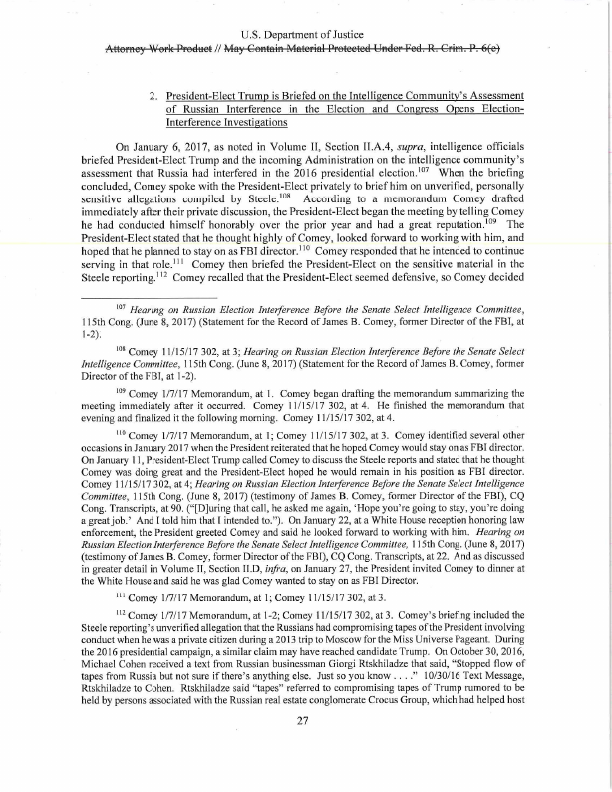 U.S. Department of Justice
Attorney Work Product // May Contain Material Protected Under Fed. R. Crim. P. 6(e)
2. President-Elect Trump is Briefed on the Intelligence Community's Assessment
of Russian Interference in the Election and Congress Opens Election-
Interference Investigations
On January 6, 2017, as noted in Volume II, Section II.A.4, supra, intelligence officials
briefed President-Elect Trump and the incoming Administration on the intelligence community's
assessment that Russia had interfered in the 2016 presidential election.107 When the briefing
concluded, Comey spoke with the President-Elect privately to brief him on unverified, personally
sensitive allegations compiled by Steele.108 According to a memorandum Comey drafted
immediately after their private discussion, the President-Elect began the meeting by telling Comey
he had conducted himself honorably over the prior year and had a great reputation.109 The
President-Elect stated that he thought highly of Comey, looked forward to working with him, and
hoped that he planned to stay on as FBI director.110 Comey responded that he intended to continue
serving in that role.111 Comey then briefed the President-Elect on the sensitive material in the
Steele reporting.112 Comey recalled that the President-Elect seemed defensive, so Comey decided
107 Hearing on Russian Election Interference Before the Senate Select Intelligence Committee,
115th Cong. (June 8, 2017) (Statement for the Record of James B. Comey, former Director of the FBI, at
1-2).
108 Comey 11/15/17 302, at 3; Hearing on Russian Election Interference Before the Senate Select
Intelligence Committee, 115th Cong. (June 8, 2017) (Statement for the Record of James B. Comey, former
Director of the FBI, at 1-2).
109 Comey 1/7/17 Memorandum, at 1. Comey began drafting the memorandum summarizing the
meeting immediately after it occurred. Comey 11/15/17 302, at 4. He finished the memorandum that
evening and finalized it the following morning. Comey 11/15/17 302, at 4.
110 Comey 1/7/17 Memorandum, at 1; Comey 11/15/17 302, at 3. Comey identified several other
occasions in January 2017 when the President reiterated that he hoped Comey would stay on as FBI director.
On January 11, President-Elect Trump called Comey to discuss the Steele reports and stated that he thought
Comey was doing great and the President-Elect hoped he would remain in his position as FBI director.
Comey 11/15/17 302, at 4; Hearing on Russian Election Interference Before the Senate Select Intelligence
Committee, 115th Cong. (June 8, 2017) (testimony of James B. Comey, former Director of the FBI), CQ
Cong. Transcripts, at 90. ("[D]uring that call, he asked me again, 'Hope you're going to stay, you're doing
a great job.' And I told him that I intended to."). On January 22, at a White House reception honoring law
enforcement, the President greeted Comey and said he looked forward to working with him. Hearing on
Russian Election Interference Before the Senate Select Intelligence Committee, 115th Cong. (June 8, 2017)
(testimony of James B. Comey, former Director of the FBI), CQ Cong. Transcripts, at 22. And as discussed
in greater detail in Volume II, Section II.D, infra, on January 27, the President invited Comey to dinner at
the White House and said he was glad Comey wanted to stay on as FBI Director.
111 Comey 1/7/17 Memorandum, at 1; Comey 11/15/17 302, at 3.
112 Comey 1/7/17 Memorandum, at 1-2; Comey 11/15/17 302, at 3. Comey's briefing included the
Steele reporting's unverified allegation that the Russians had compromising tapes of the President involving
conduct when he was a private citizen during a 2013 trip to Moscow for the Miss Universe Pageant. During
the 2016 presidential campaign, a similar claim may have reached candidate Trump. On October 30, 2016,
Michael Cohen received a text from Russian businessman Giorgi Rtskhiladze that said, "Stopped flow of
tapes from Russia but not sure if there's anything else. Just so you know . . . ." 10/30/16 Text Message,
Rtskhiladze to Cohen. Rtskhiladze said "tapes" referred to compromising tapes of Trump rumored to be
held by persons associated with the Russian real estate conglomerate Crocus Group, which had helped host
27